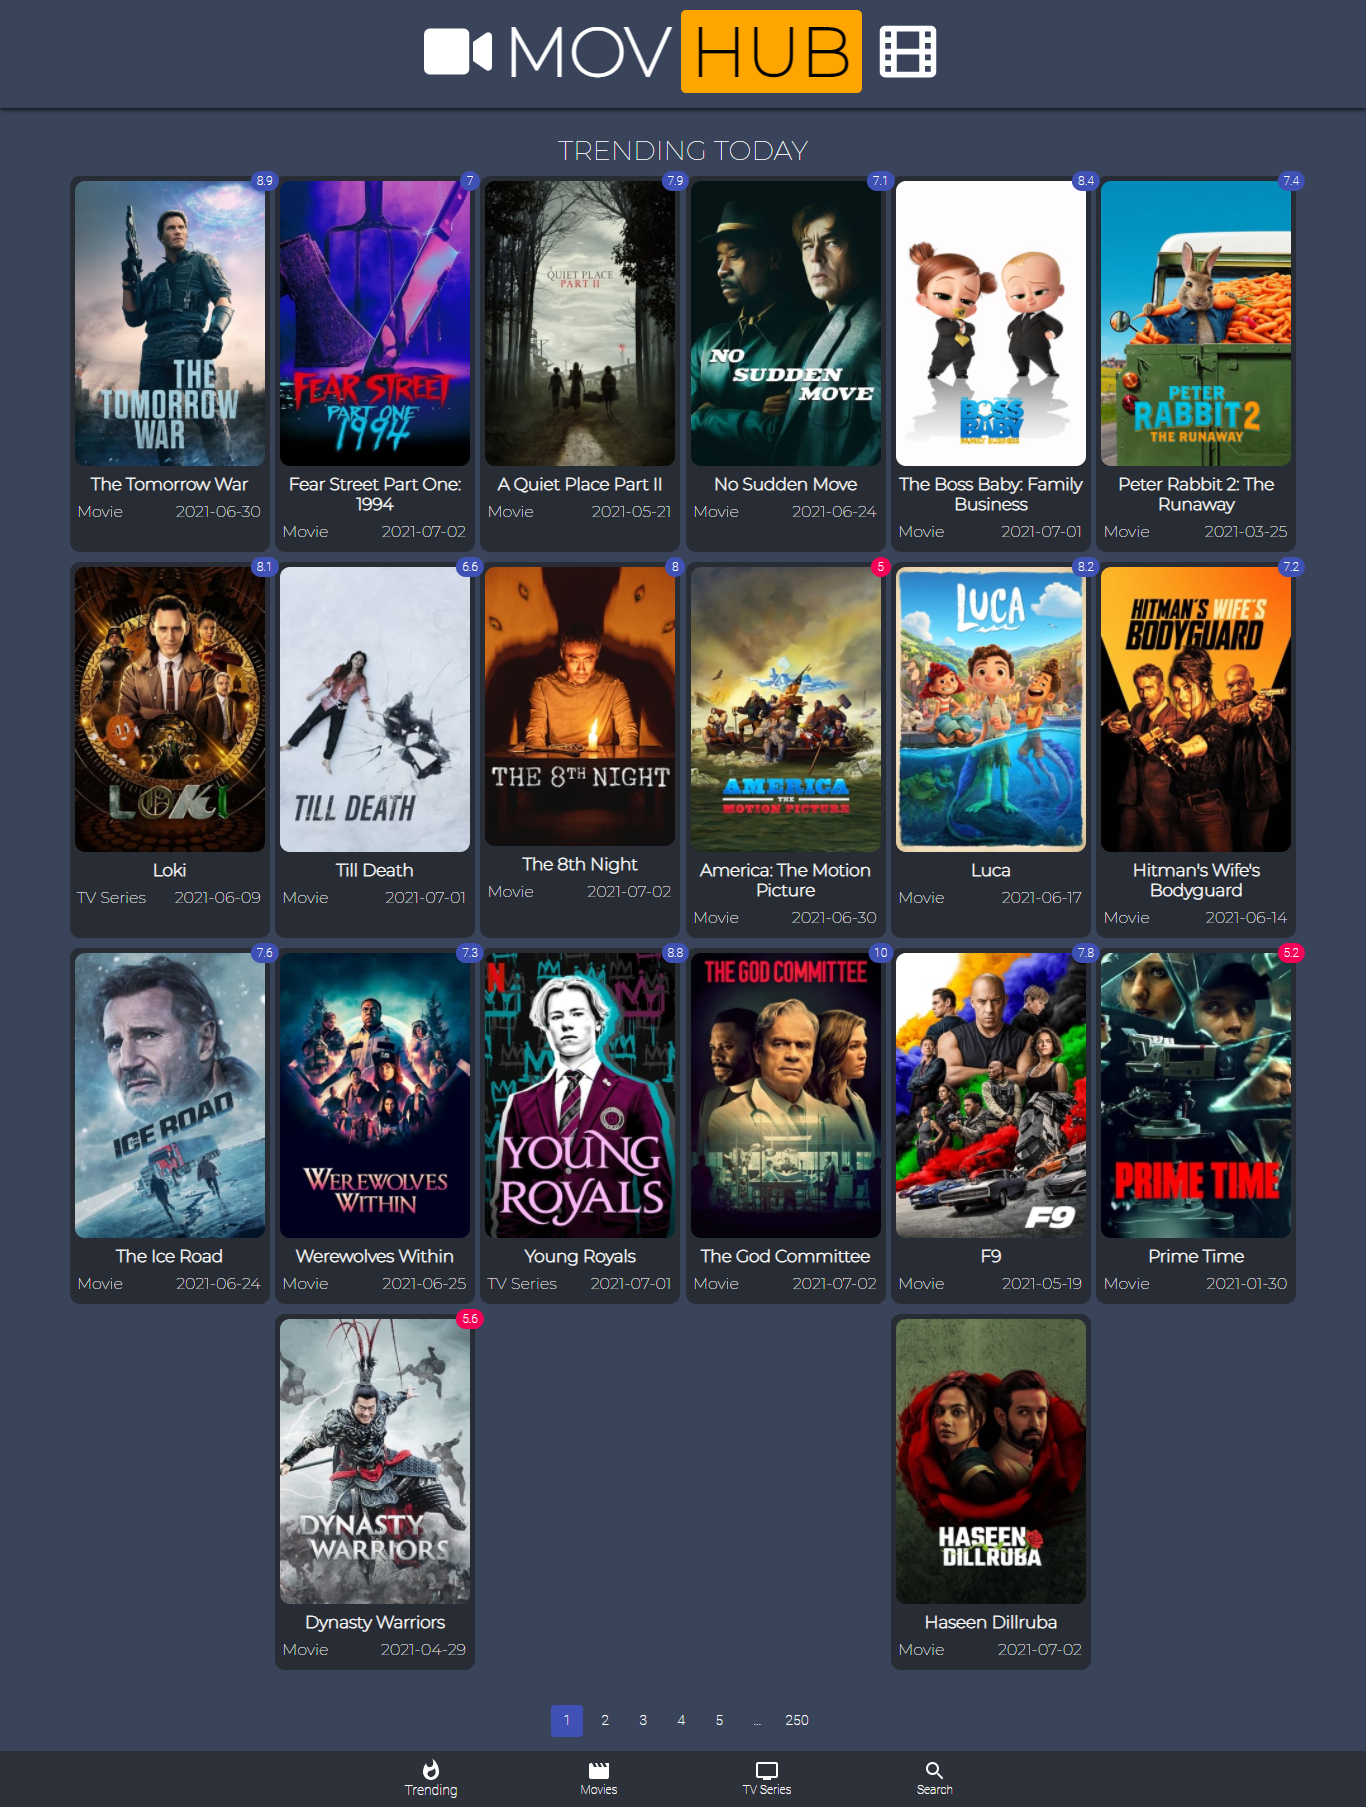 MOV HUB
TRENDING TODAY
8.9
7
7.9
7.1
8.4
7.4
THE
TOMORROW
WAR
FEAR STREET
PART ONE
1994
A QUIET PLACE
PART II
NO
SUDDEN
MOVE
BOSS
BABY
FAMILY BUSINESS
PETER
RABBIT 2
THE RUNAWAY
The Tomorrow War
Movie 2021-06-30
Fear Street Part One:
1994
Movie 2021-07-02
A Quiet Place Part II
Movie 2021-05-21
No Sudden Move
Movie 2021-06-24
The Boss Baby: Family
Business
Movie 2021-07-01
Peter Rabbit 2: The
Runaway
Movie 2021-03-25
8.1
6.6
8
5
8.2
7.2
LOKI
TILL DEATH
THE 8TH NIGHT
AMERICA
THE
MOTION PICTURE
LUCA
HITMAN'S WIFE'S
BODYGUARD
Loki
TV Series 2021-06-09
Till Death
Movie 2021-07-01
The 8th Night
Movie 2021-07-02
America: The Motion
Picture
Movie 2021-06-30
Luca
Movie 2021-06-17
Hitman's Wife's
Bodyguard
Movie 2021-06-14
7.6
7.3
8.8
10
7.8
5.2
ICE ROAD
WEREWOLVES
WITHIN
N
YOUNG
ROYALS
THE GOD COMMITTEE
F9
PRIME TIME
The Ice Road
Movie 2021-06-24
Werewolves Within
Movie 2021-06-25
Young Royals
TV Series 2021-07-01
The God Committee
Movie 2021-07-02
F9
Movie 2021-05-19
Prime Time
Movie 2021-01-30
5.6
DYNASTY
WARRIORS
HASEEN
DILLRUBA
Dynasty Warriors
Movie 2021-04-29
Haseen Dillruba
Movie 2021-07-02
1 2 3 4 5 ... 250
Trending
Movies
TV Series
Search